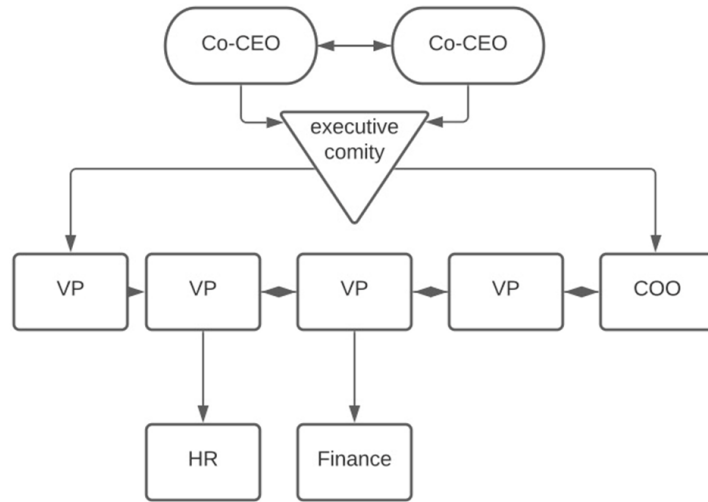 Co-CEO
Co-CEO
executive
comity
VP
VP
VP
VP
COO
HR
Finance